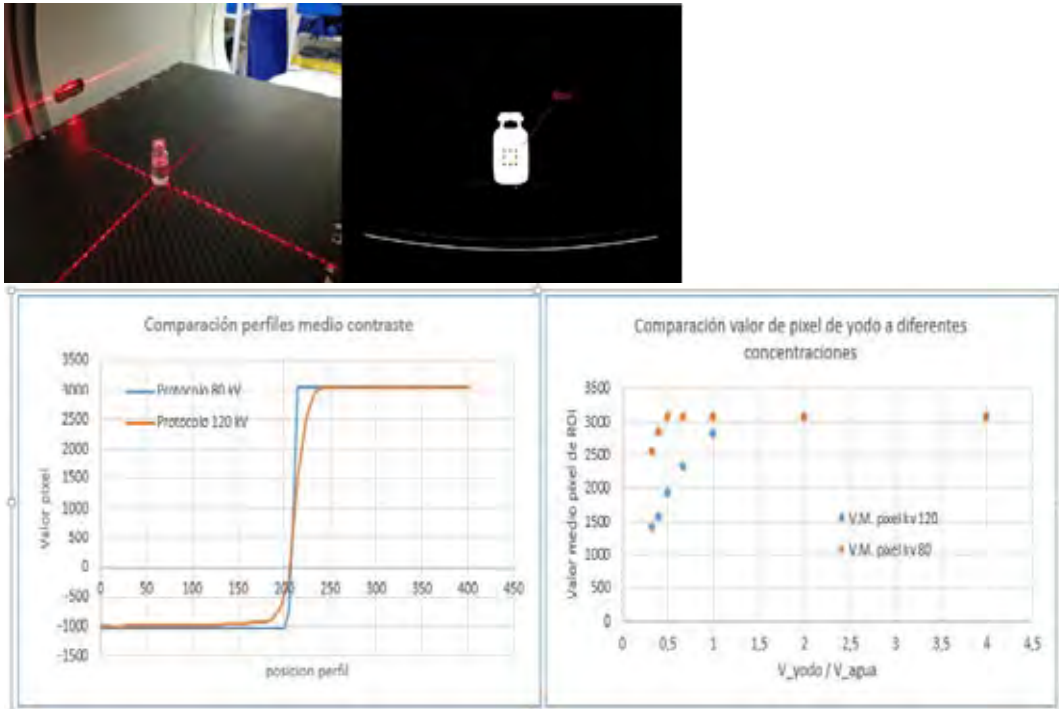 Comparación perfiles medio contraste
3500
3000
2500
2000
1500
1000
500
0
-500
-1000
-1500
Valor pixel
Protocolo 80 kV
Protocolo 120 kV
0 50 100 150 200 250 300 350 400 450
posicion perfil
Comparación valor de pixel de yodo a diferentes
concentraciones
3500
3000
2500
2000
1500
1000
500
0
Valor medio pixel de ROI
V.M. pixel kv 120
V.M. pixel kv 80
0 0,5 1 1,5 2 2,5 3 3,5 4 4,5
V_yodo / V_agua